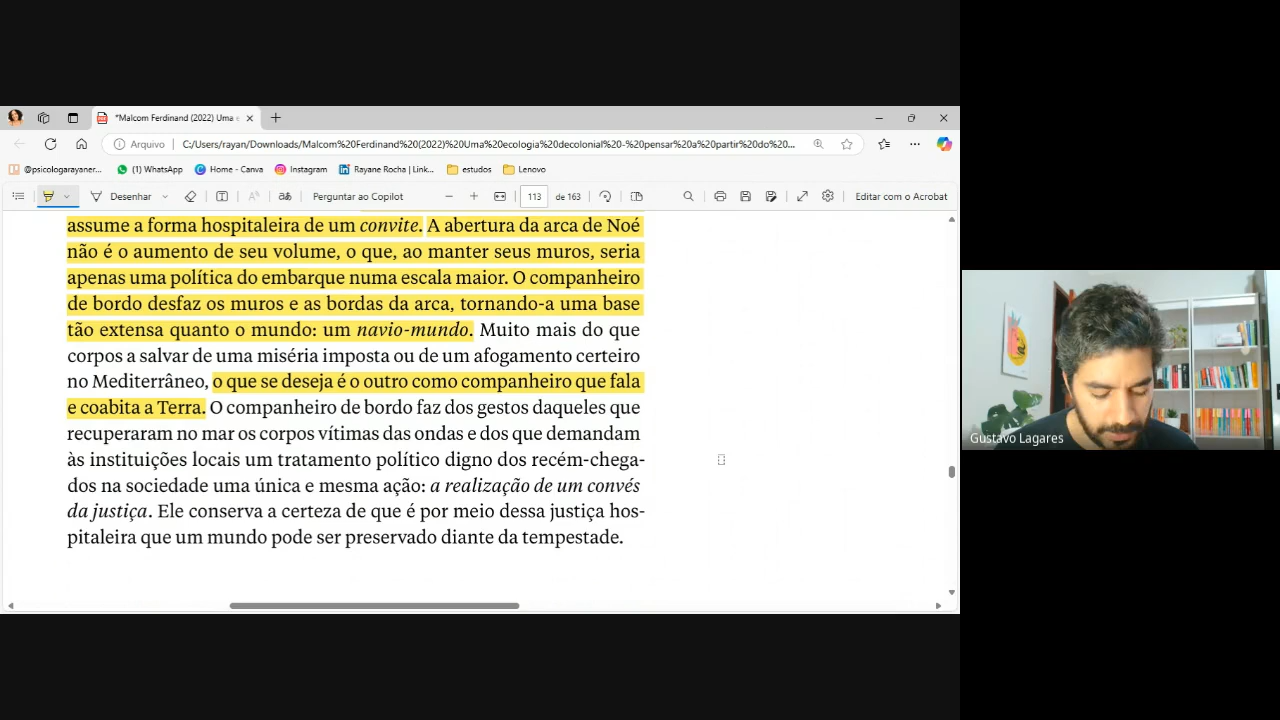 *Malcom Ferdinand (2022) Uma e
Arquivo
C:/Users/rayan/Downloads/Malcom%20Ferdinand%20(2022)%20Uma%20ecologia%20decolonial%20-%20pensar%20a%20partir%20do%20...
@psicologarayaner...
(1) WhatsApp
Home - Canva
Instagram
Rayane Rocha | Link...
estudos
Lenovo
Desenhar
Perguntar ao Copilot
113 de 163
Editar com o Acrobat
assume a forma hospitaleira de um convite. A abertura da arca de Noé
não é o aumento de seu volume, o que, ao manter seus muros, seria
apenas uma política do embarque numa escala maior. O companheiro
de bordo desfaz os muros e as bordas da arca, tornando-a uma base
tão extensa quanto o mundo: um navio-mundo. Muito mais do que
corpos a salvar de uma miséria imposta ou de um afogamento certeiro
no Mediterrâneo, o que se deseja é o outro como companheiro que fala
e coabita a Terra. O companheiro de bordo faz dos gestos daqueles que
recuperaram no mar os corpos vítimas das ondas e dos que demandam
às instituições locais um tratamento político digno dos recém-chega-
dos na sociedade uma única e mesma ação: a realização de um convés
da justiça. Ele conserva a certeza de que é por meio dessa justiça hos-
pitaleira que um mundo pode ser preservado diante da tempestade.
Gustavo Lagares